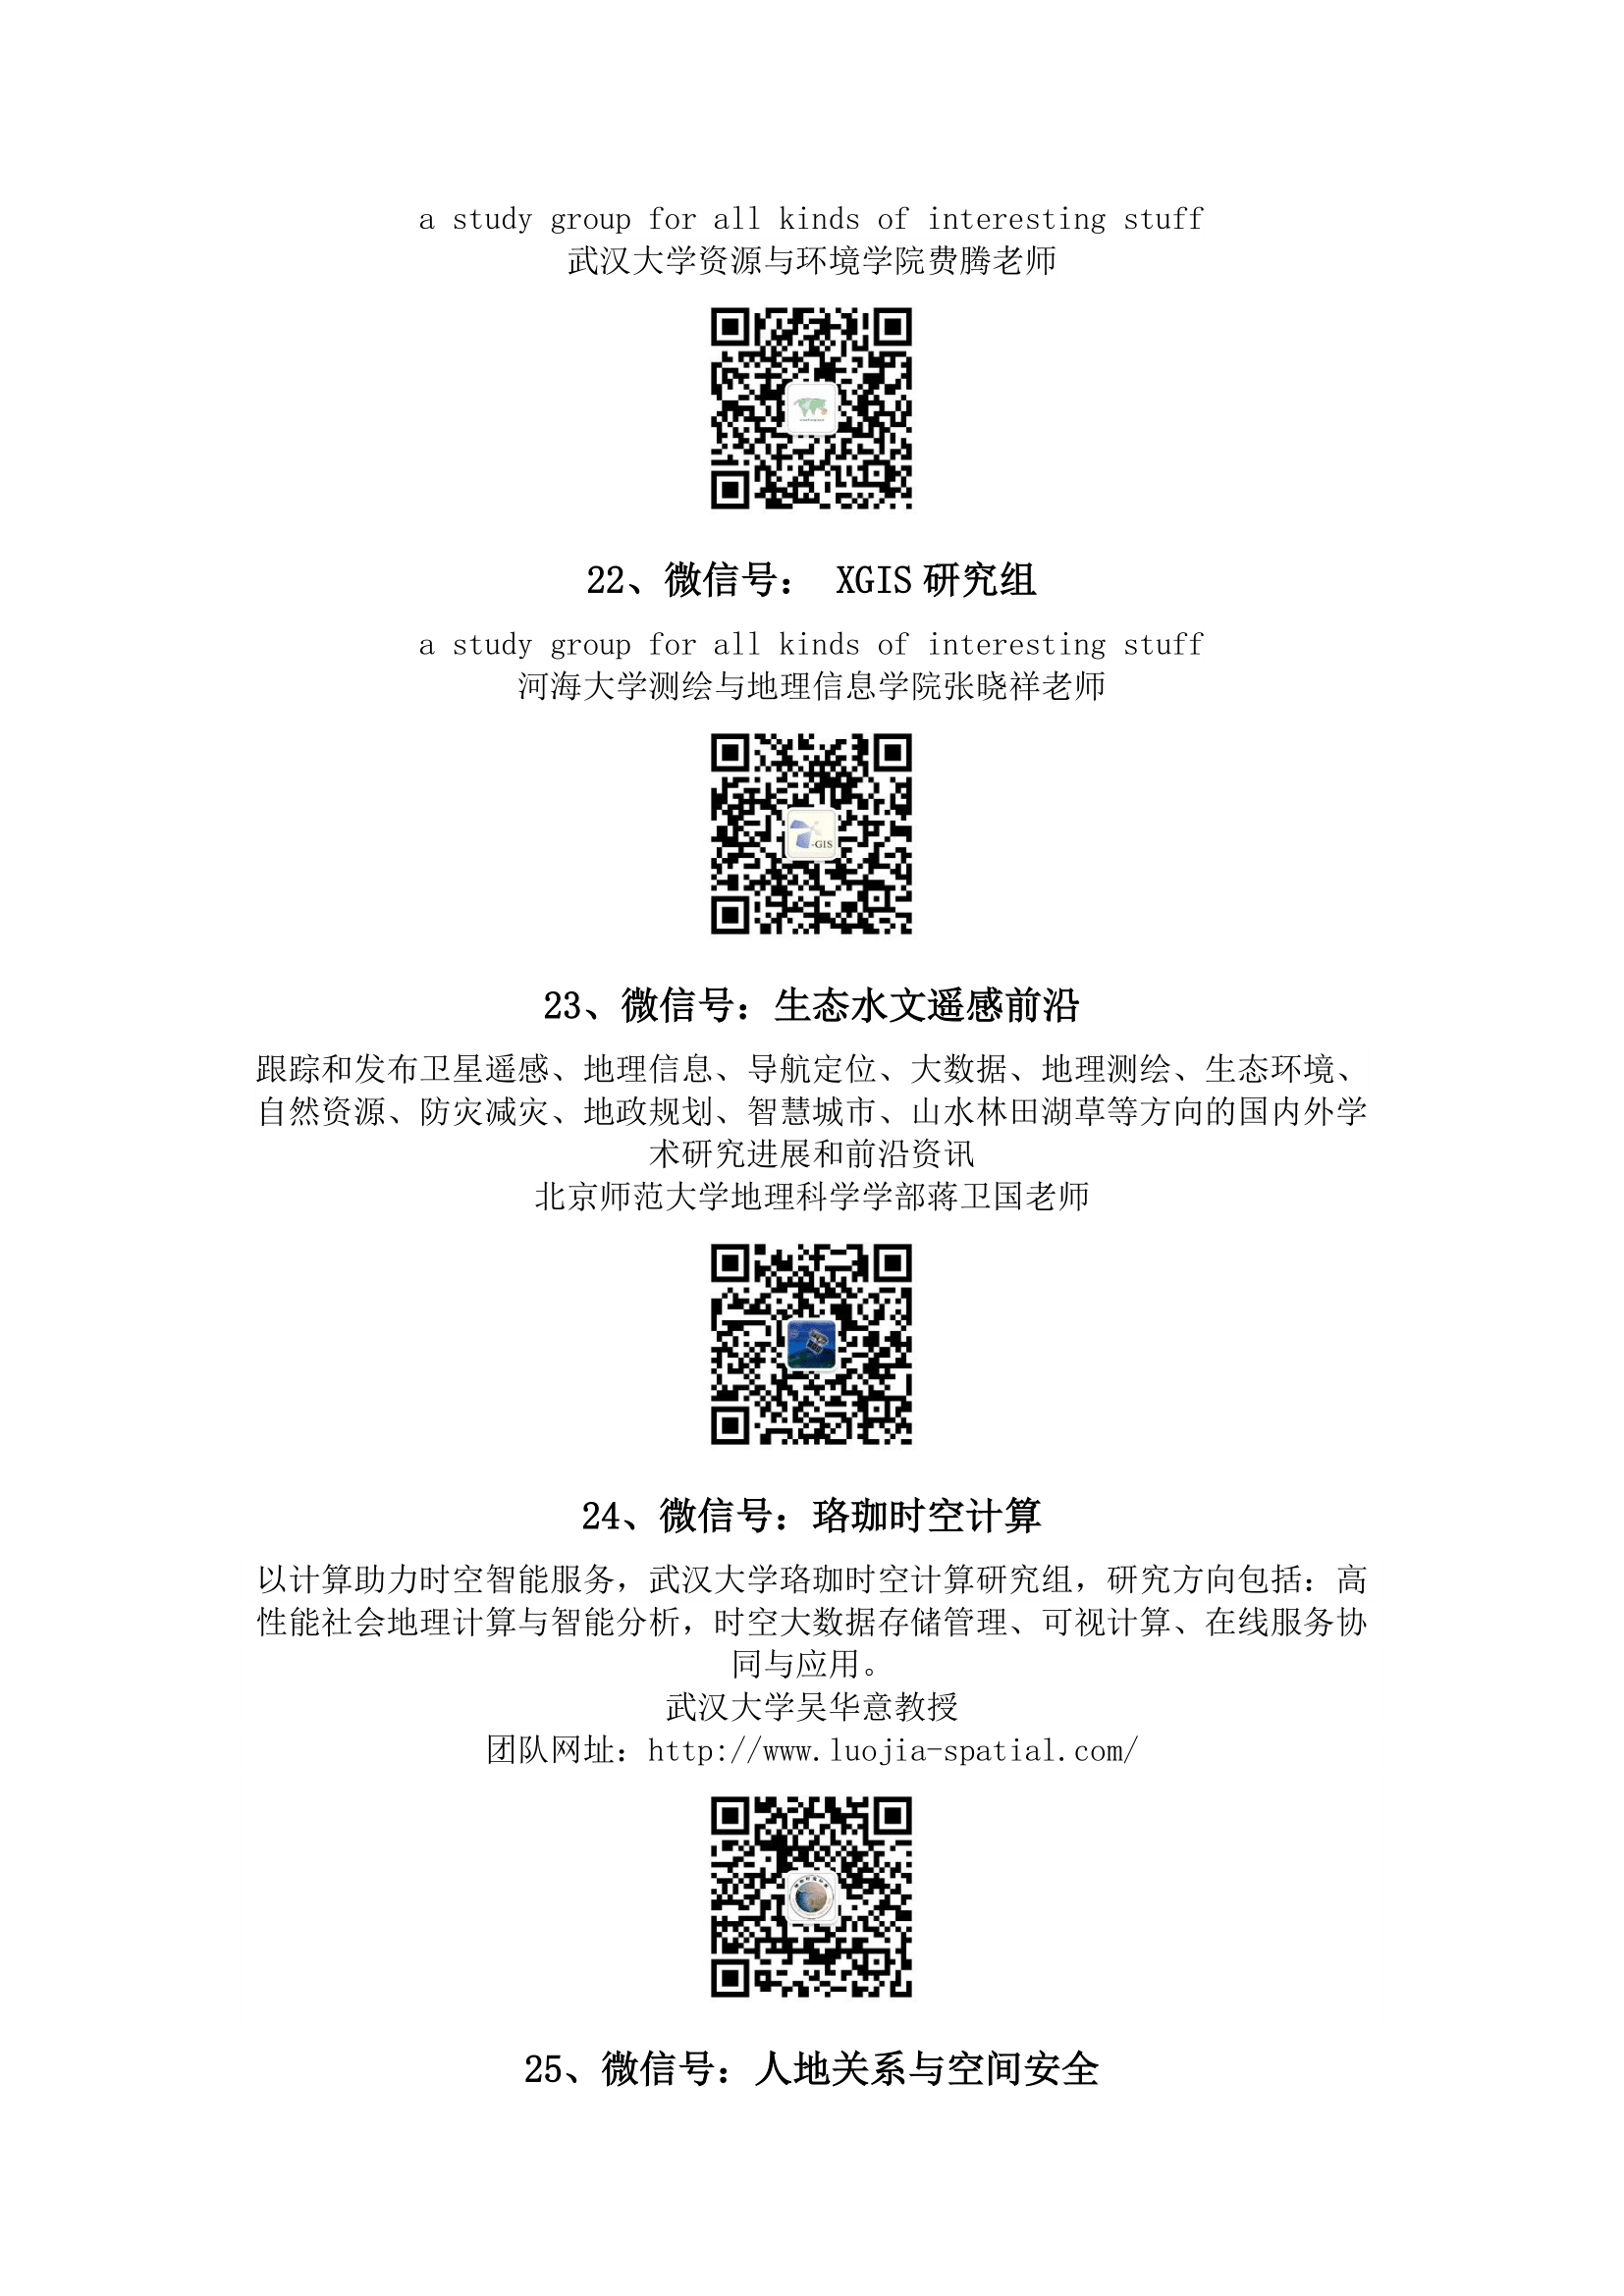 a study group for all kinds of interesting stuff
武汉大学资源与环境学院费腾老师
22、微信号： XGIS 研究组
a study group for all kinds of interesting stuff
河海大学测绘与地理信息学院张晓祥老师
-GIS
23、微信号：生态水文遥感前沿
跟踪和发布卫星遥感、地理信息、导航定位、大数据、地理测绘、生态环境、
自然资源、防灾减灾、地政规划、智慧城市、山水林田湖草等方向的国内外学
术研究进展和前沿资讯
北京师范大学地理科学学部蒋卫国老师
24、微信号：珞珈时空计算
以计算助力时空智能服务，武汉大学珞珈时空计算研究组，研究方向包括：高
性能社会地理计算与智能分析，时空大数据存储管理、可视计算、在线服务协
同与应用。
武汉大学吴华意教授
团队网址：http://www.luojia-spatial.com/
25、微信号：人地关系与空间安全